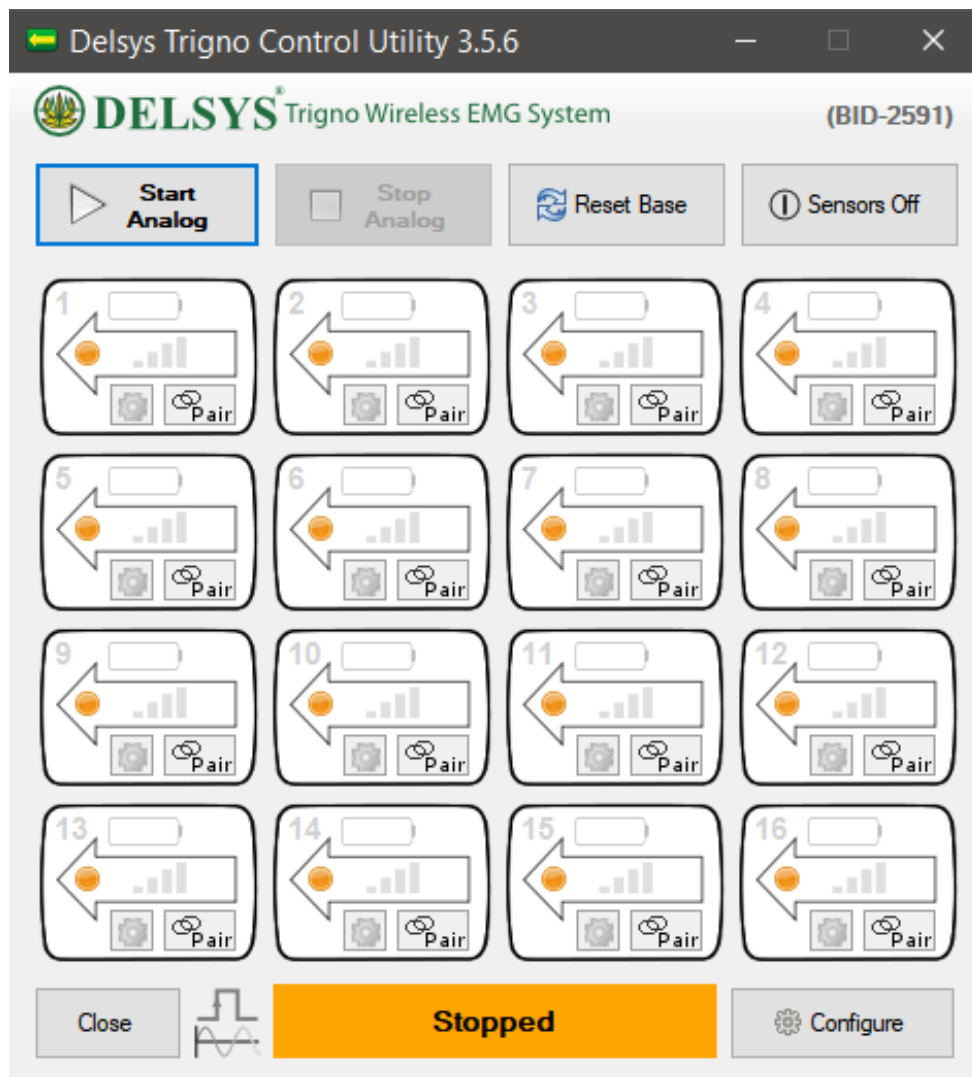 Delsys Trigno Control Utility 3.5.6
DELSYS® Trigno Wireless EMG System (BID-2591)
Start Analog
Stop Analog
Reset Base
Sensors Off
1 2 3 4
Pair Pair Pair Pair
5 6 7 8
Pair Pair Pair Pair
9 10 11 12
Pair Pair Pair Pair
13 14 15 16
Pair Pair Pair Pair
Close Stopped Configure